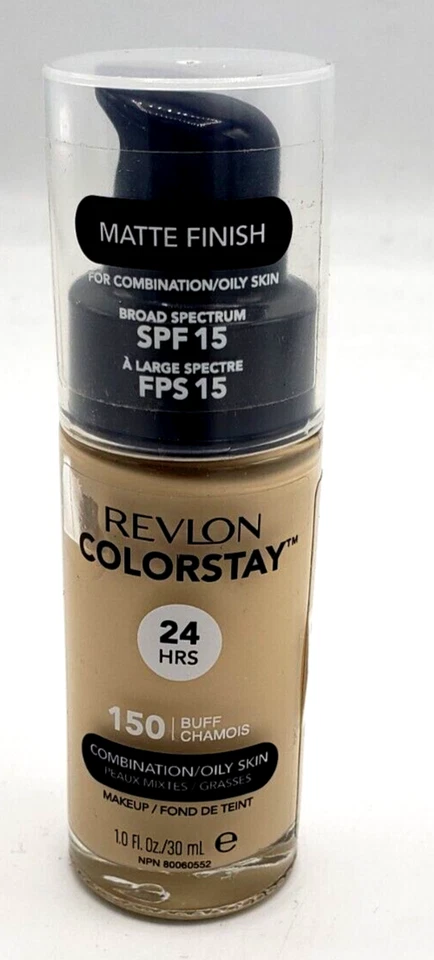 MATTE FINISH
FOR COMBINATION/OILY SKIN
BROAD SPECTRUM
SPF 15
À LARGE SPECTRE
FPS 15
REVLON
COLORSTAY™
24
HRS
150 | BUFF
CHAMOIS
COMBINATION/OILY SKIN
PEAUX MIXTES / GRASSES
MAKEUP / FOND DE TEINT
1.0 Fl. Oz./30 mL e
NPN 80060552